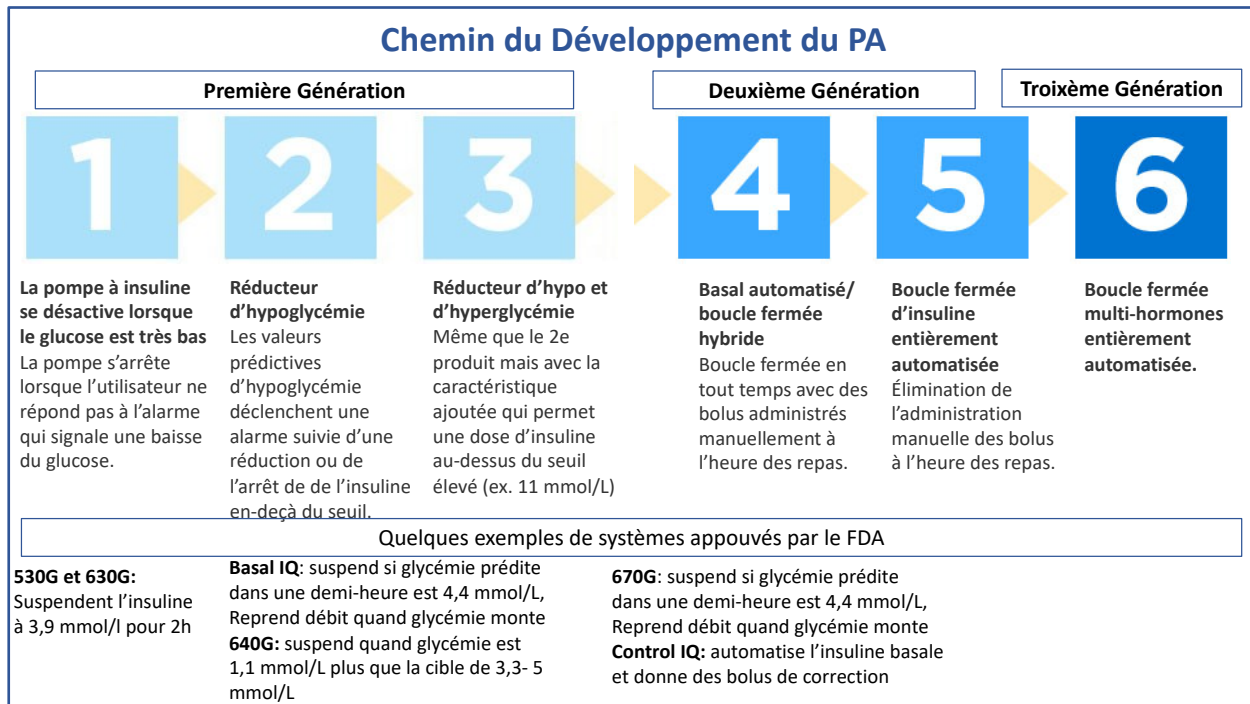 Chemin du Développement du PA
Première Génération
Deuxième Génération
Troixème Génération
1
2
3
4
5
6
La pompe à insuline
se désactive lorsque
le glucose est très bas
La pompe s’arrête
lorsque l’utilisateur ne
répond pas à l’alarme
qui signale une baisse
du glucose.
Réducteur
d’hypoglycémie
Les valeurs
prédictives
d’hypoglycémie
déclenchent une
alarme suivie d’une
réduction ou de
l’arrêt de de l’insuline
en-deçà du seuil.
Réducteur d’hypo et
d’hyperglycémie
Même que le 2e
produit mais avec la
caractéristique
ajoutée qui permet
une dose d’insuline
au-dessus du seuil
élevé (ex. 11 mmol/L)
Basal automatisé/
boucle fermée
hybride
Boucle fermée en
tout temps avec des
bolus administrés
manuellement à
l’heure des repas.
Boucle fermée
d’insuline
entièrement
automatisée
Élimination de
l’administration
manuelle des bolus
à l’heure des repas.
Boucle fermée
multi-hormones
entièrement
automatisée.
Quelques exemples de systèmes appouvés par le FDA
530G et 630G:
Suspendent l’insuline
à 3,9 mmol/l pour 2h
Basal IQ: suspend si glycémie prédite
dans une demi-heure est 4,4 mmol/L,
Reprend débit quand glycémie monte
640G: suspend quand glycémie est
1,1 mmol/L plus que la cible de 3,3- 5
mmol/L
670G: suspend si glycémie prédite
dans une demi-heure est 4,4 mmol/L,
Reprend débit quand glycémie monte
Control IQ: automatise l’insuline basale
et donne des bolus de correction